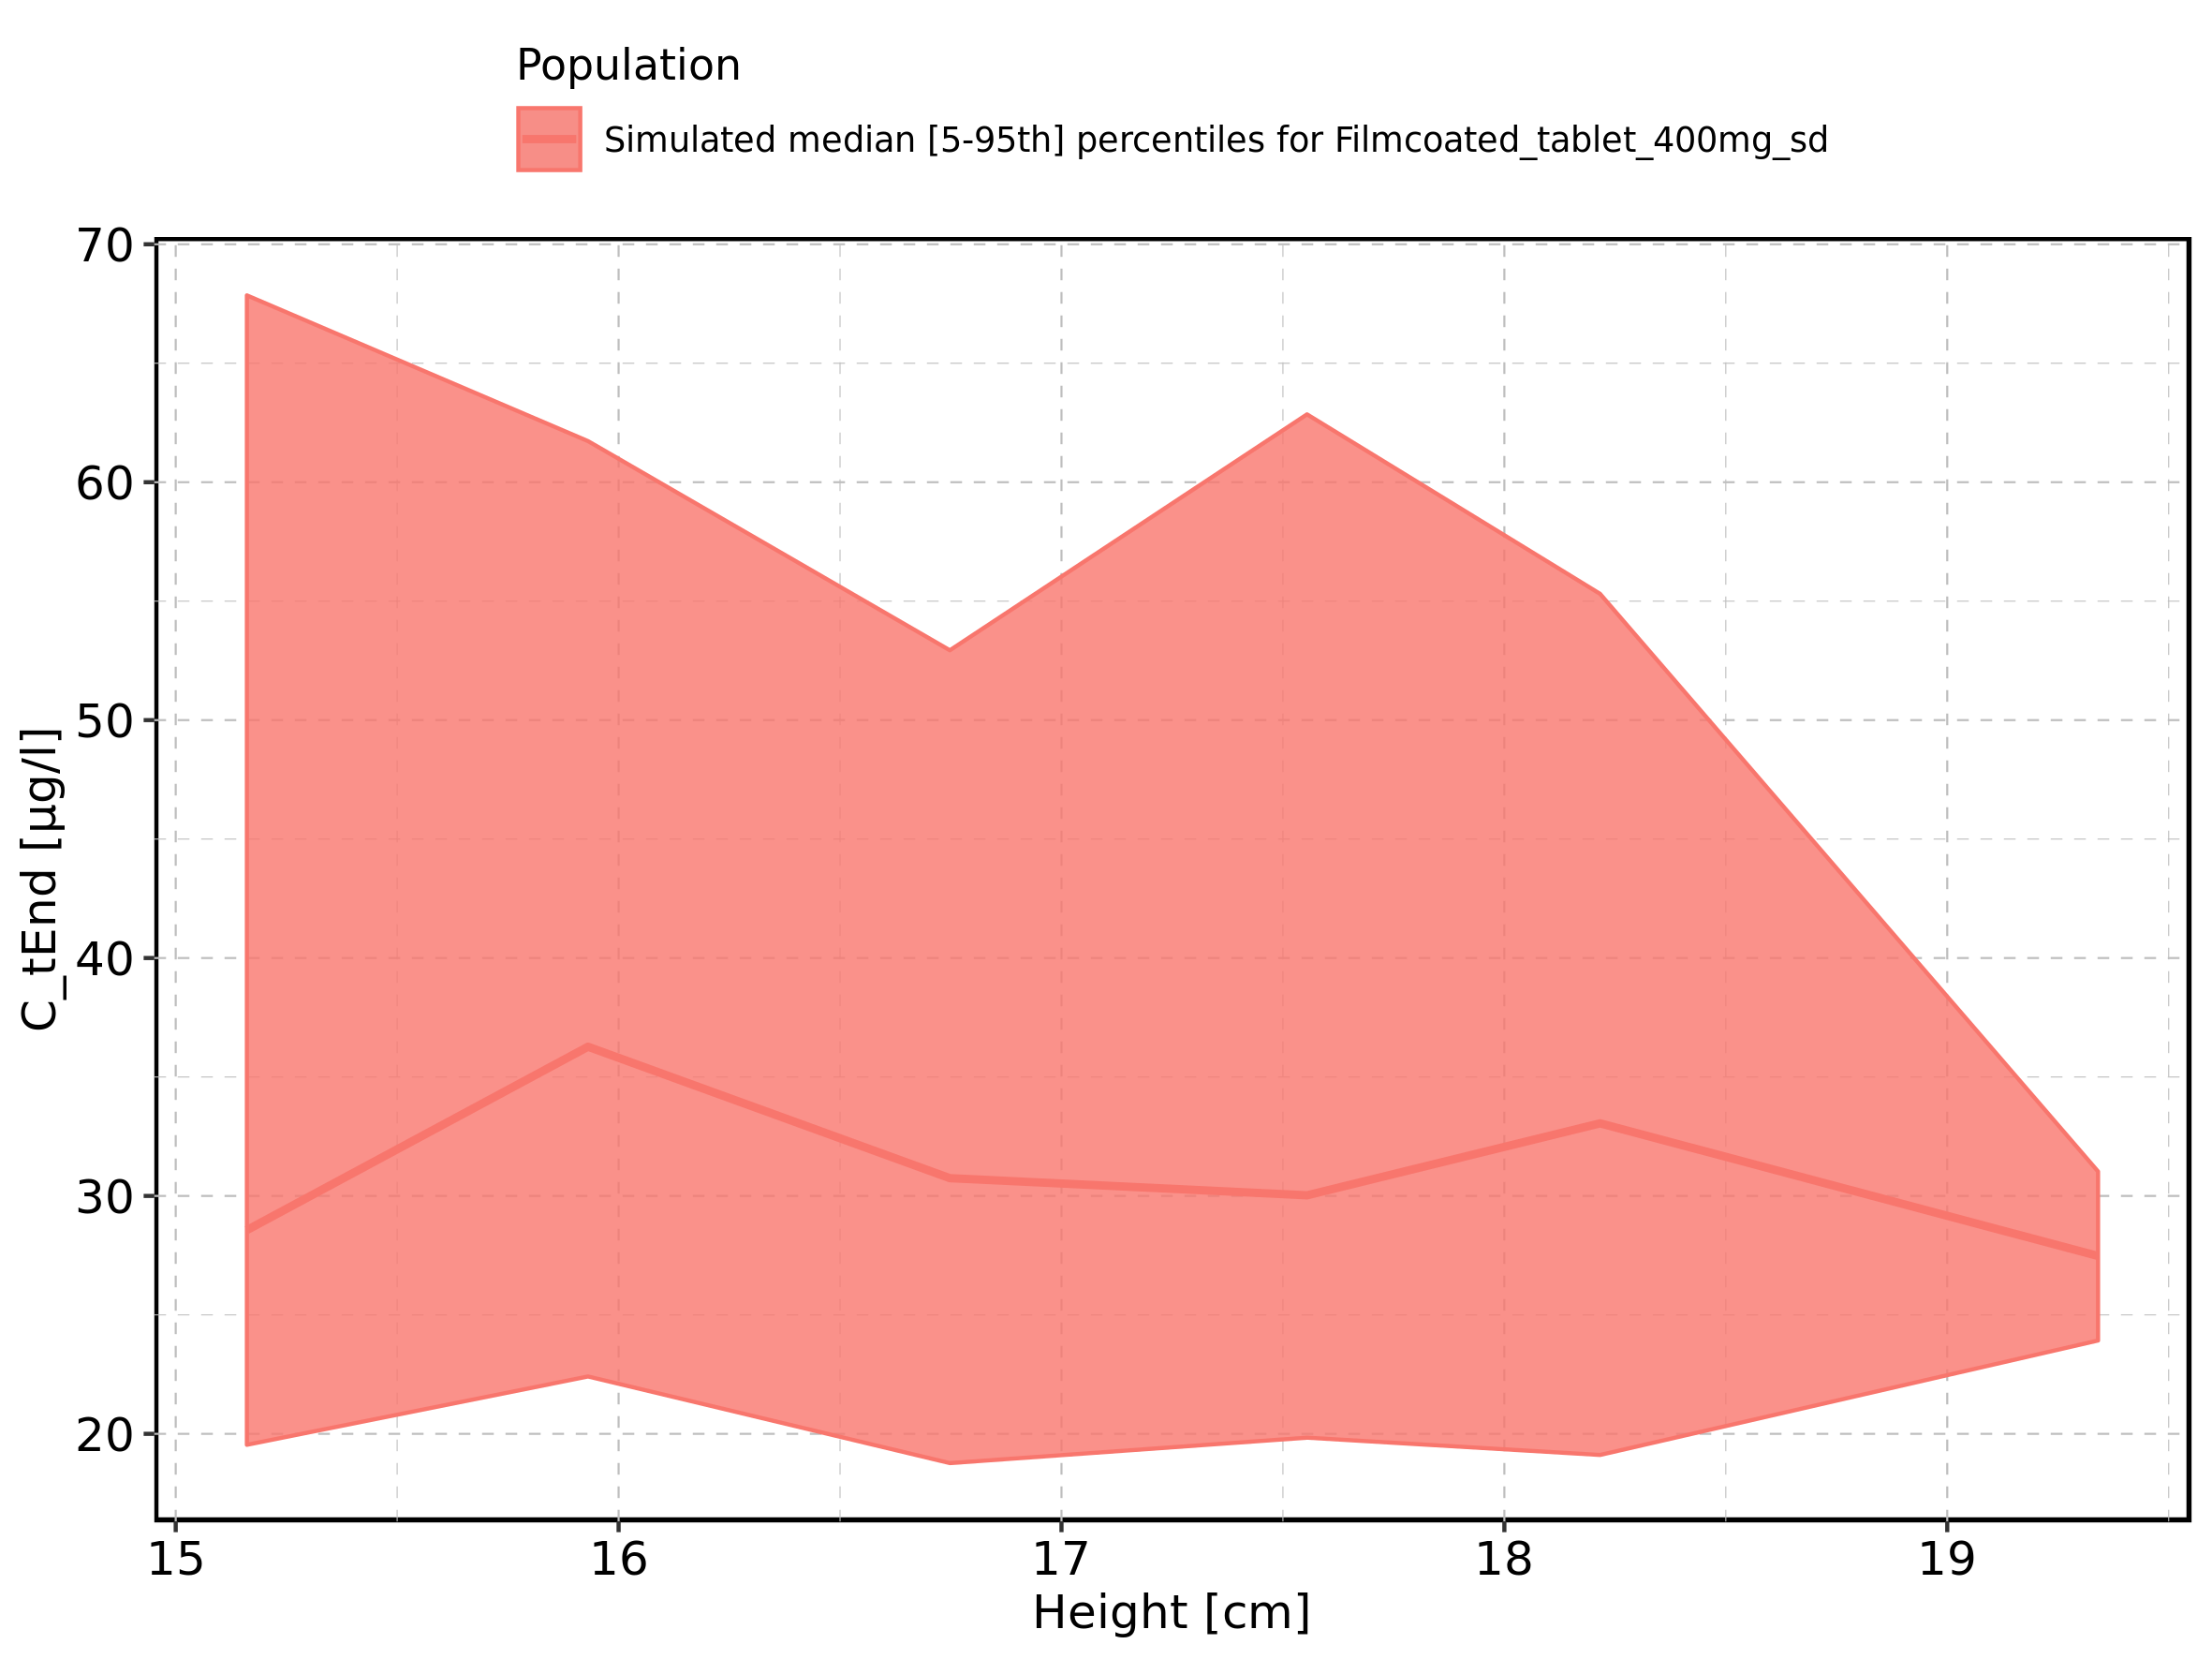 Population
Simulated median [5-95th] percentiles for Filmcoated_tablet_400mg_sd
70
60
50
40
30
20
C_tEnd [µg/l]
15 16 17 18 19
Height [cm]